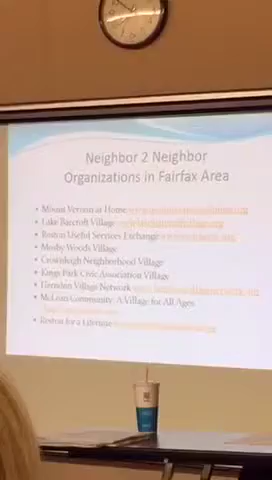 Neighbor 2 Neighbor
Organizations in Fairfax Area
• Mount Vernon at Home
• Lake Barcroft Village
• Reston Useful Services Exchange
• Mosby Woods Village
• Crownleigh Neighborhood Village
• Kings Park Civic Association Village
• Herndon Village Network
• McLean Community: A Village for All Ages
• Reston for a Lifetime